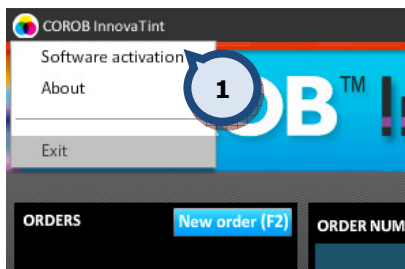 COROB InnovaTint
Software activation
About
1
OB™ I
Exit
ORDERS
New order (F2)
ORDER NUM